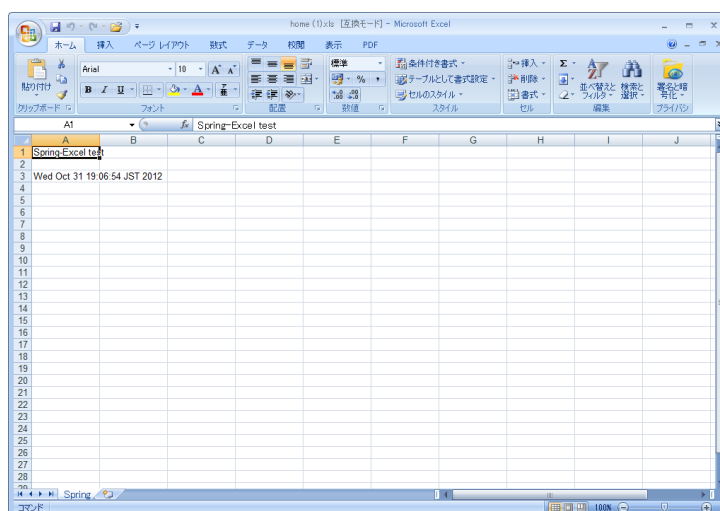 home (1).xls [互換モード] - Microsoft Excel
ホーム 挿入 ページ レイアウト 数式 データ 校閲 表示 PDF
貼り付け
クリップボード
Arial 10 A A
B I U A
フォント
配置
標準
% ,
数値
条件付き書式
テーブルとして書式設定
セルのスタイル
スタイル
挿入
削除
書式
セル
Σ
並べ替えと
フィルタ
検索と
選択
編集
署名と暗
号化
プライバシ
A1 fx Spring-Excel test
A B C D E F G H I J
1 Spring-Excel test
2
3 Wed Oct 31 19:06:54 JST 2012
4
5
6
7
8
9
10
11
12
13
14
15
16
17
18
19
20
21
22
23
24
25
26
27
28
29
Spring
コマンド 100%